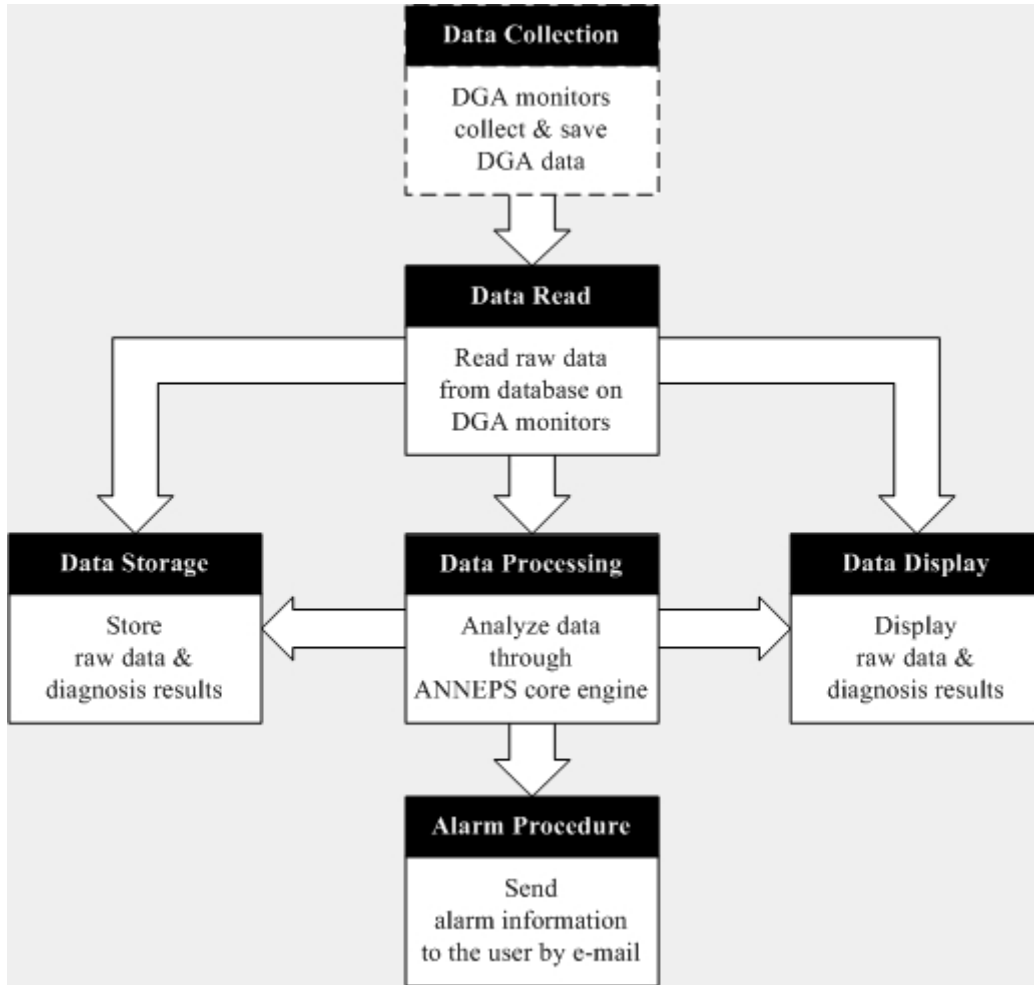 Data Collection
DGA monitors
collect & save
DGA data
Data Read
Read raw data
from database on
DGA monitors
Data Storage
Store
raw data &
diagnosis results
Data Processing
Analyze data
through
ANNEPS core engine
Data Display
Display
raw data &
diagnosis results
Alarm Procedure
Send
alarm information
to the user by e-mail